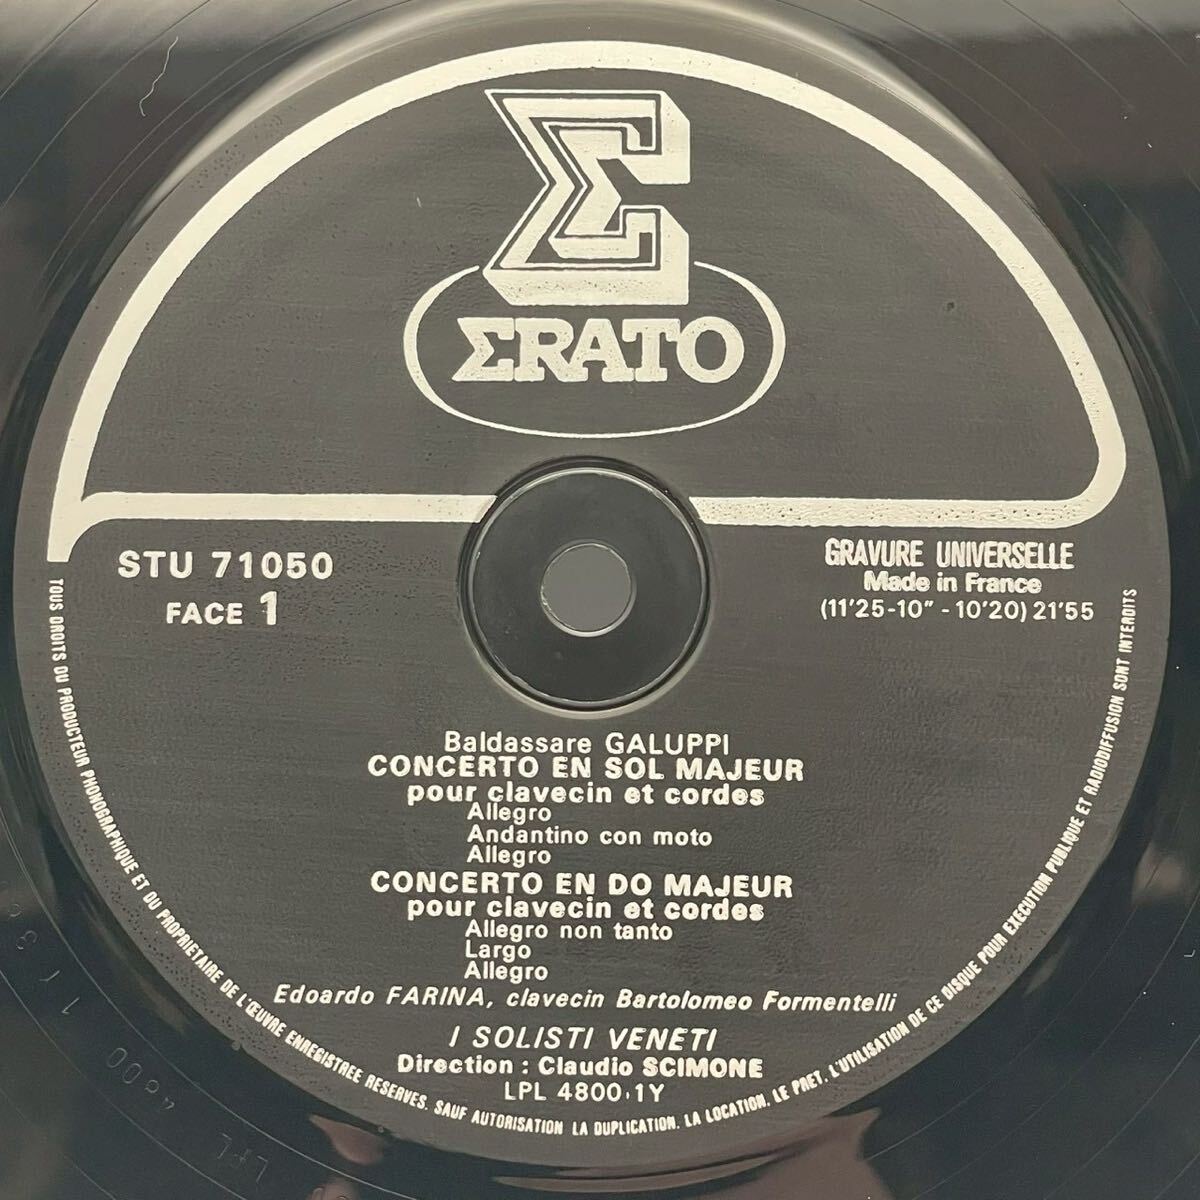 Σ
ΣRATO
STU 71050
FACE 1
GRAVURE UNIVERSELLE
Made in France
(11'25-10" - 10'20) 21'55
Baldassare GALUPPI
CONCERTO EN SOL MAJEUR
pour clavecin et cordes
Allegro
Andantino con moto
Allegro
CONCERTO EN DO MAJEUR
pour clavecin et cordes
Allegro non tanto
Largo
Allegro
Edoardo FARINA, clavecin Bartolomeo Formentelli
I SOLISTI VENETI
Direction : Claudio SCIMONE
LPL 4800.1Y
TOUS DROITS DU PRODUCTEUR PHONOGRAPHIQUE ET DU PROPRIETAIRE DE L'ŒUVRE ENREGISTREE RESERVES. SAUF AUTORISATION LA DUPLICATION. LA LOCATION. LE PRET. L'UTILISATION DE CE DISQUE POUR EXECUTION PUBLIQUE ET RADIODIFFUSION SONT INTERDITS
LPL 4800 1Y3